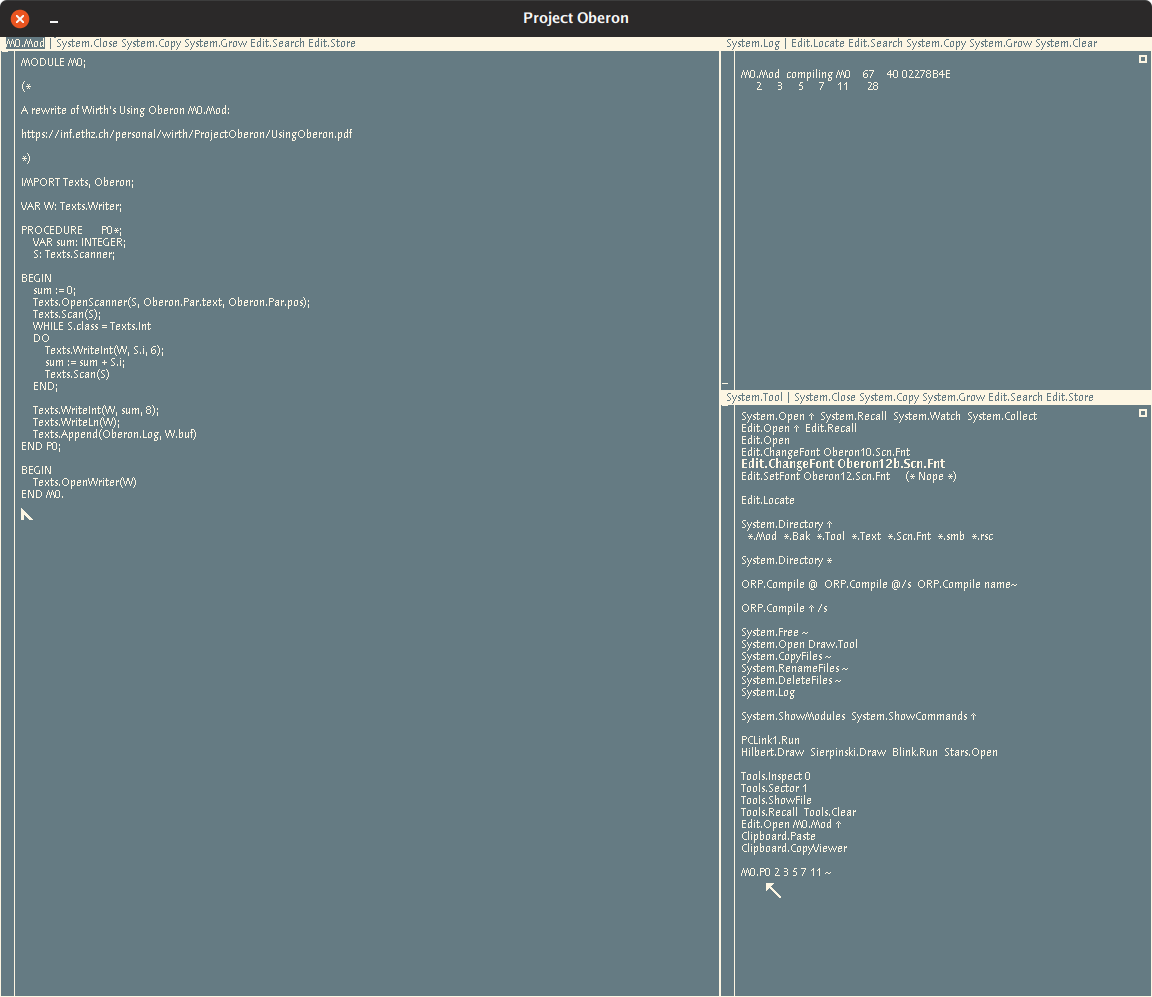 Project Oberon
M0.Mod | System.Close System.Copy System.Grow Edit.Search Edit.Store
MODULE M0;
(*
A rewrite of Wirth's Using Oberon M0.Mod:
https://inf.ethz.ch/personal/wirth/ProjectOberon/UsingOberon.pdf
*)
IMPORT Texts, Oberon;
VAR W: Texts.Writer;
PROCEDURE P0*;
VAR sum: INTEGER;
S: Texts.Scanner;
BEGIN
sum := 0;
Texts.OpenScanner(S, Oberon.Par.text, Oberon.Par.pos);
Texts.Scan(S);
WHILE S.class = Texts.Int
DO
Texts.WriteInt(W, S.i, 6);
sum := sum + S.i;
Texts.Scan(S)
END;
Texts.WriteInt(W, sum, 8);
Texts.WriteLn(W);
Texts.Append(Oberon.Log, W.buf)
END P0;
BEGIN
Texts.OpenWriter(W)
END M0.
System.Log | Edit.Locate Edit.Search System.Copy System.Grow System.Clear
M0.Mod compiling M0 67 40 02278B4E
2 3 5 7 11 28
System.Tool | System.Close System.Copy System.Grow Edit.Search Edit.Store
System.Open ↑ System.Recall System.Watch System.Collect
Edit.Open ↑ Edit.Recall
Edit.Open
Edit.ChangeFont Oberon10.Scn.Fnt
Edit.ChangeFont Oberon12b.Scn.Fnt
Edit.SetFont Oberon12.Scn.Fnt (* Nope *)
Edit.Locate
System.Directory ↑
*.Mod *.Bak *.Tool *.Text *.Scn.Fnt *.smb *.rsc
System.Directory *
ORP.Compile @ ORP.Compile @/s ORP.Compile name~
ORP.Compile ↑ /s
System.Free ~
System.Open Draw.Tool
System.CopyFiles ~
System.RenameFiles ~
System.DeleteFiles ~
System.Log
System.ShowModules System.ShowCommands ↑
PCLink1.Run
Hilbert.Draw Sierpinski.Draw Blink.Run Stars.Open
Tools.Inspect 0
Tools.Sector 1
Tools.ShowFile
Tools.Recall Tools.Clear
Edit.Open M0.Mod ↑
Clipboard.Paste
Clipboard.CopyViewer
M0.P0 2 3 5 7 11 ~